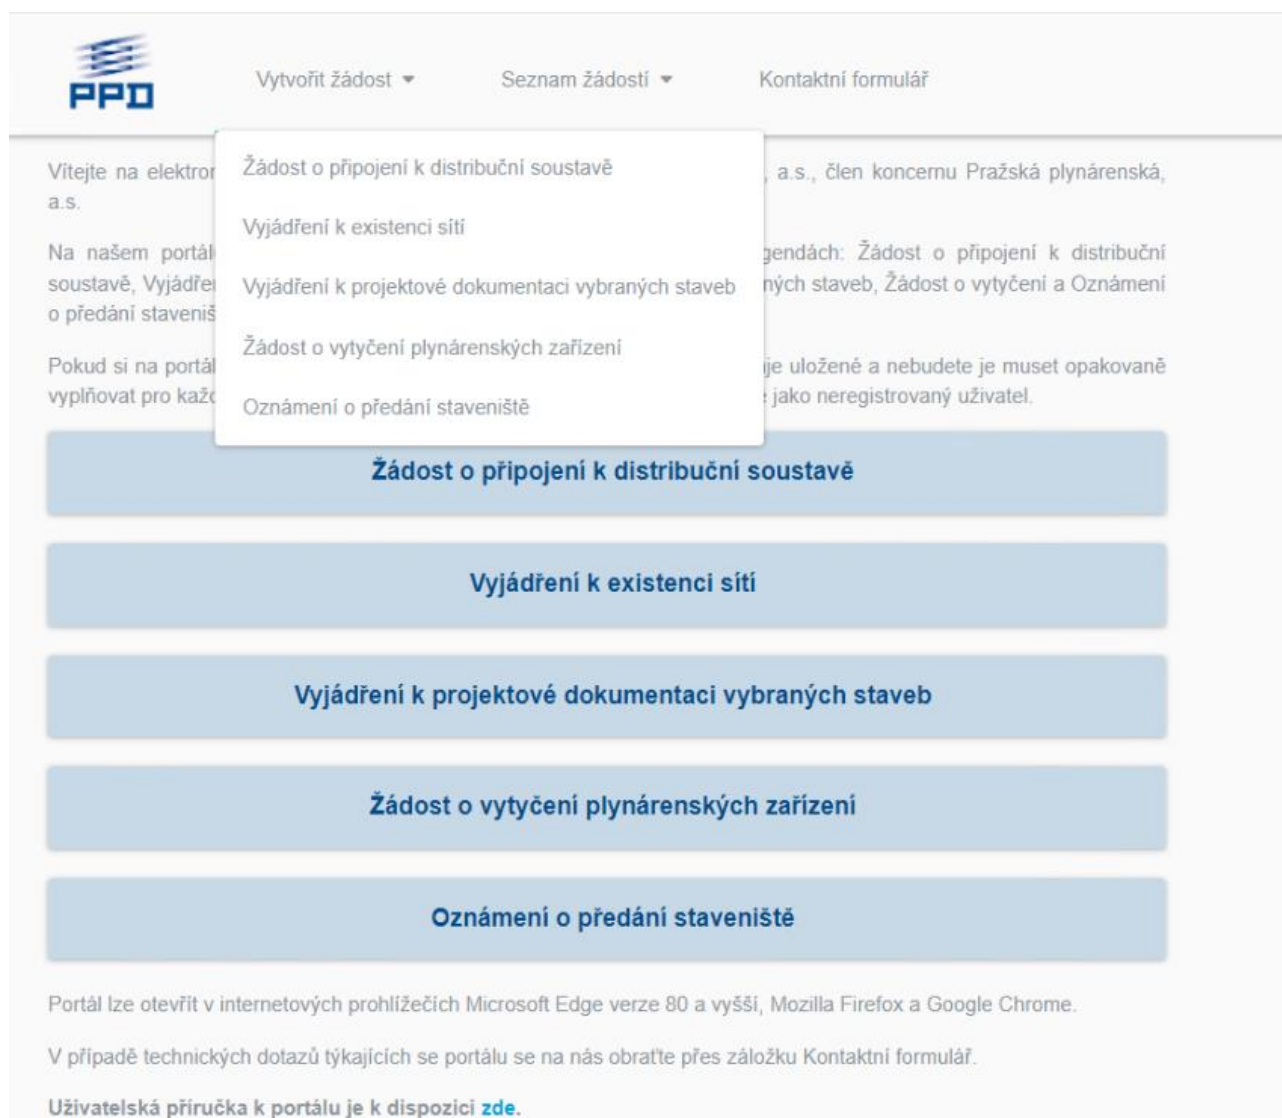 PPD
Vytvořit žádost
Seznam žádostí
Kontaktní formulář
Žádost o připojení k distribuční soustavě
Vyjádření k existenci sítí
Vyjádření k projektové dokumentaci vybraných staveb
Žádost o vytyčení plynárenských zařízení
Oznámení o předání staveniště
Vítejte na elektror , a.s., člen koncernu Pražská plynárenská,
a.s.
Na našem portál gendách: Žádost o připojení k distribuční
soustavě, Vyjádře ných staveb, Žádost o vytyčení a Oznámení
o předání staveniš
Pokud si na portál je uložené a nebudete je muset opakovaně
vyplňovat pro každ jako neregistrovaný uživatel.
Žádost o připojení k distribuční soustavě
Vyjádření k existenci sítí
Vyjádření k projektové dokumentaci vybraných staveb
Žádost o vytyčení plynárenských zařízení
Oznámení o předání staveniště
Portál lze otevřít v internetových prohlížečích Microsoft Edge verze 80 a vyšší, Mozilla Firefox a Google Chrome.
V případě technických dotazů týkajících se portálu se na nás obraťte přes záložku Kontaktní formulář.
Uživatelská příručka k portálu je k dispozici zde.